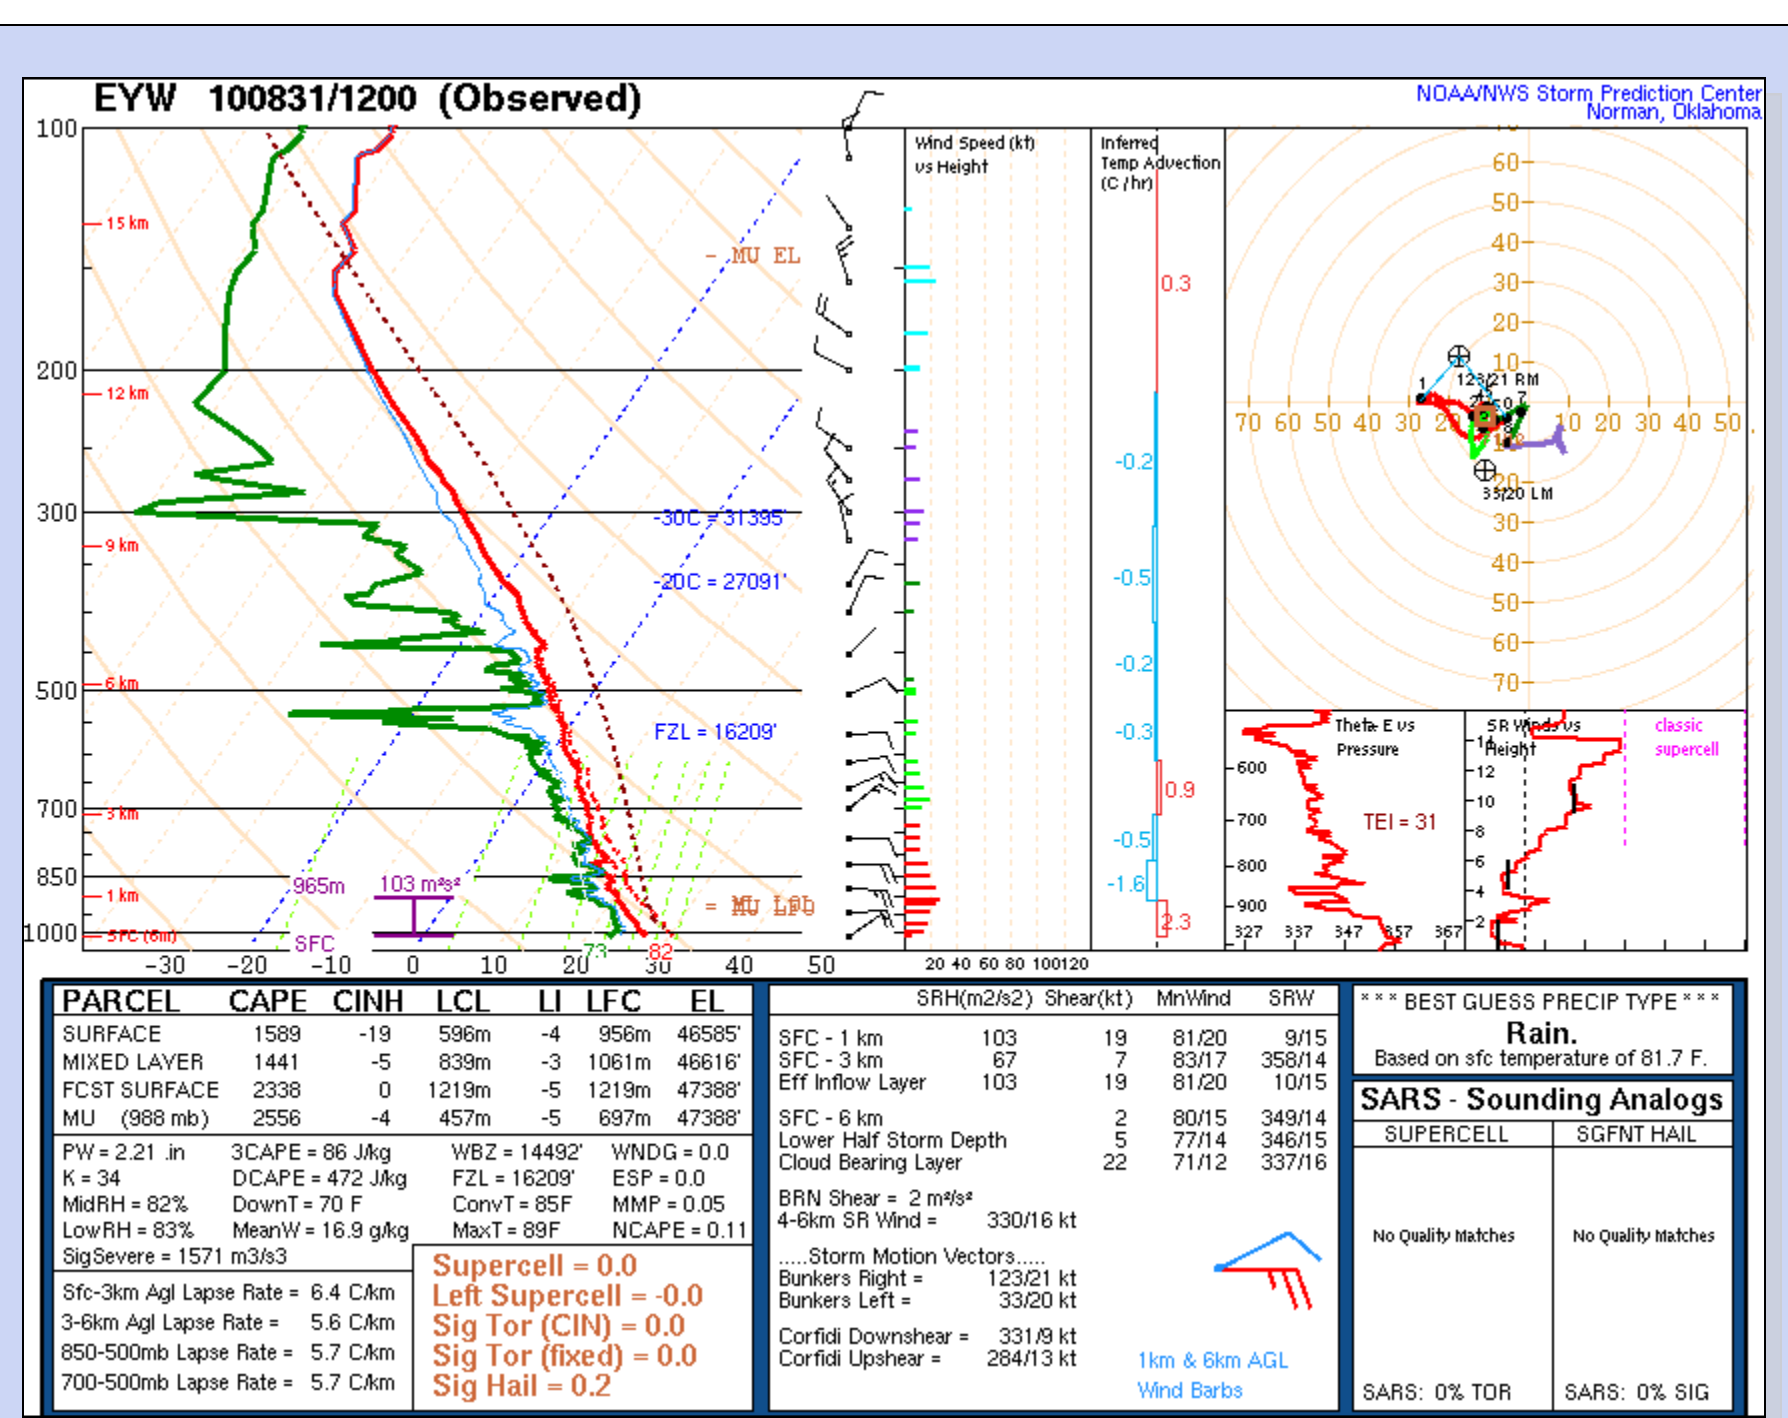 EYW 100831/1200 (Observed)
NOAA/NWS Storm Prediction Center
Norman, Oklahoma
100
200
300
500
700
850
1000
15 km
12 km
9 km
6 km
3 km
1 km
SFC (6m)
- MU EL
-30C = 31395'
-20C = 27091'
FZL = 16209'
965m
103 m²s²
SFC
73
82
-30 -20 -10 0 10 20 30 40 50
Wind Speed (kt)
vs Height
20 40 60 80 100 120
Inferred
Temp Advection
(C /hr)
0.3
-0.2
-0.5
-0.2
-0.3
0.9
-0.5
-1.6
2.3
60
50
40
30
20
10
70 60 50 40 30 10 20 30 40 50
123/21 RM
33/20 LM
30
40
50
60
70
Theta-E vs
Pressure
600
700
800
900
TEI = 31
327 337 347 357 367
SR Winds vs
Height
14
12
10
8
6
4
2
classic
supercell
PARCEL CAPE CINH LCL LI LFC EL
SURFACE 1589 -19 596m -4 956m 46585'
MIXED LAYER 1441 -5 839m -3 1061m 46616'
FCST SURFACE 2338 0 1219m -5 1219m 47388'
MU (988 mb) 2556 -4 457m -5 697m 47388'
PW = 2.21 in 3CAPE = 86 J/kg WBZ = 14492' WNDG = 0.0
K = 34 DCAPE = 472 J/kg FZL = 16209' ESP = 0.0
MidRH = 82% DownT = 70 F ConvT = 85F MMP = 0.05
LowRH = 83% MeanW = 16.9 g/kg MaxT = 89F NCAPE = 0.11
SigSevere = 1571 m3/s3
Sfc-3km Agl Lapse Rate = 6.4 C/km
3-6km Agl Lapse Rate = 5.6 C/km
850-500mb Lapse Rate = 5.7 C/km
700-500mb Lapse Rate = 5.7 C/km
Supercell = 0.0
Left Supercell = -0.0
Sig Tor (CIN) = 0.0
Sig Tor (fixed) = 0.0
Sig Hail = 0.2
SRH(m2/s2) Shear(kt) MnWind SRW
SFC - 1 km 103 19 81/20 9/15
SFC - 3 km 67 7 83/17 358/14
Eff Inflow Layer 103 19 81/20 10/15
SFC - 6 km 2 80/15 349/14
Lower Half Storm Depth 5 77/14 346/15
Cloud Bearing Layer 22 71/12 337/16
BRN Shear = 2 m²/s²
4-6km SR Wind = 330/16 kt
.....Storm Motion Vectors.....
Bunkers Right = 123/21 kt
Bunkers Left = 33/20 kt
Corfidi Downshear = 331/9 kt
Corfidi Upshear = 284/13 kt
1km & 6km AGL
Wind Barbs
* * * BEST GUESS PRECIP TYPE * * *
Rain.
Based on sfc temperature of 81.7 F.
SARS - Sounding Analogs
SUPERCELL SGFNT HAIL
No Quality Matches No Quality Matches
SARS: 0% TOR SARS: 0% SIG